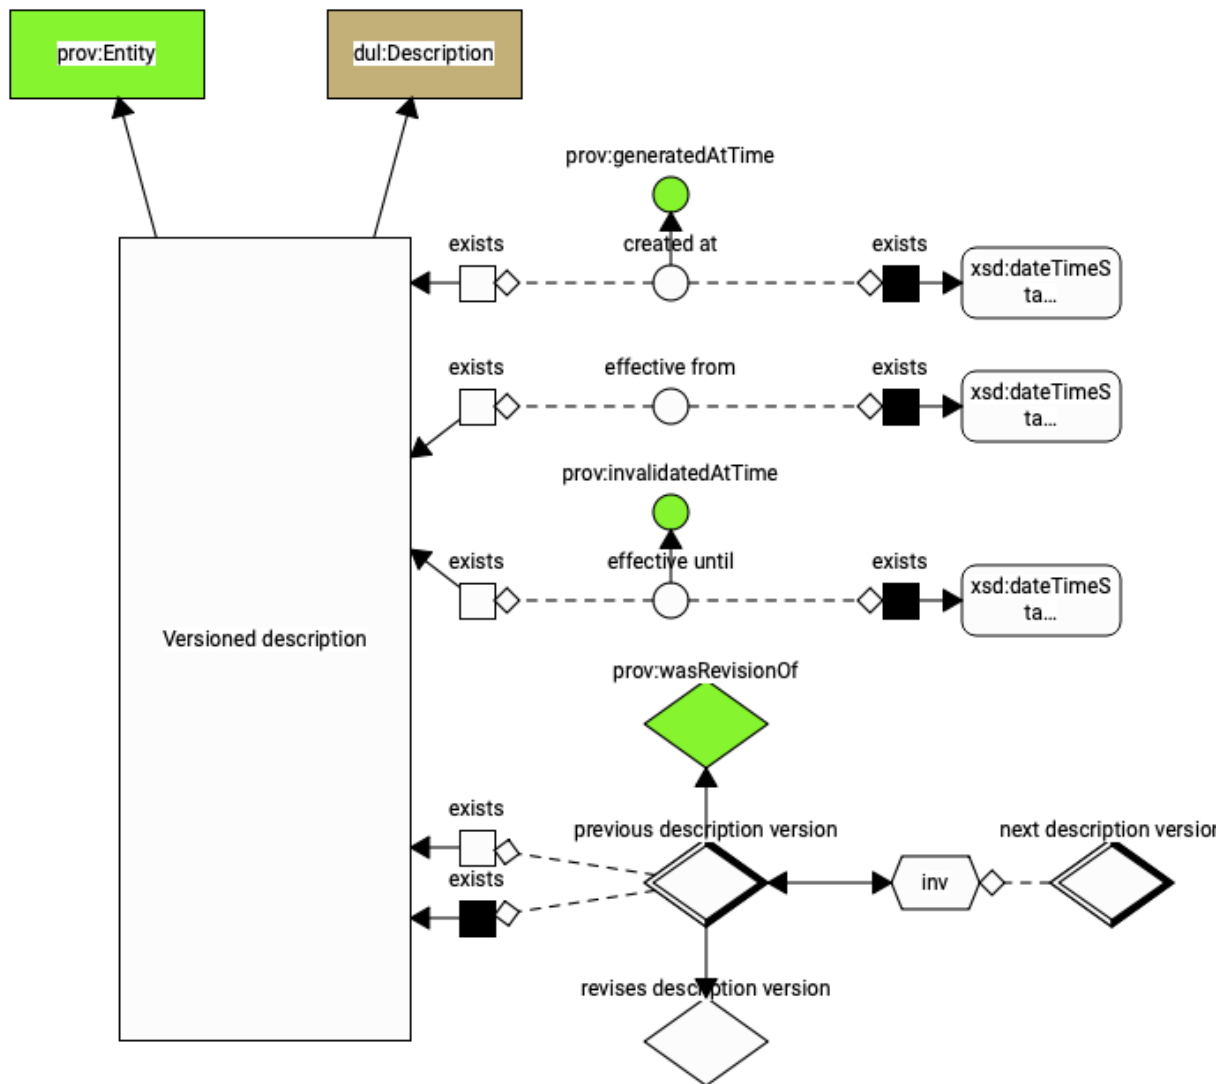 prov:Entity
dul:Description
prov:generatedAtTime
exists
created at
exists
xsd:dateTimeS
ta...
exists
effective from
exists
xsd:dateTimeS
ta...
prov:invalidatedAtTime
exists
effective until
exists
xsd:dateTimeS
ta...
Versioned description
prov:wasRevisionOf
exists
previous description version
next description version
exists
inv
revises description version